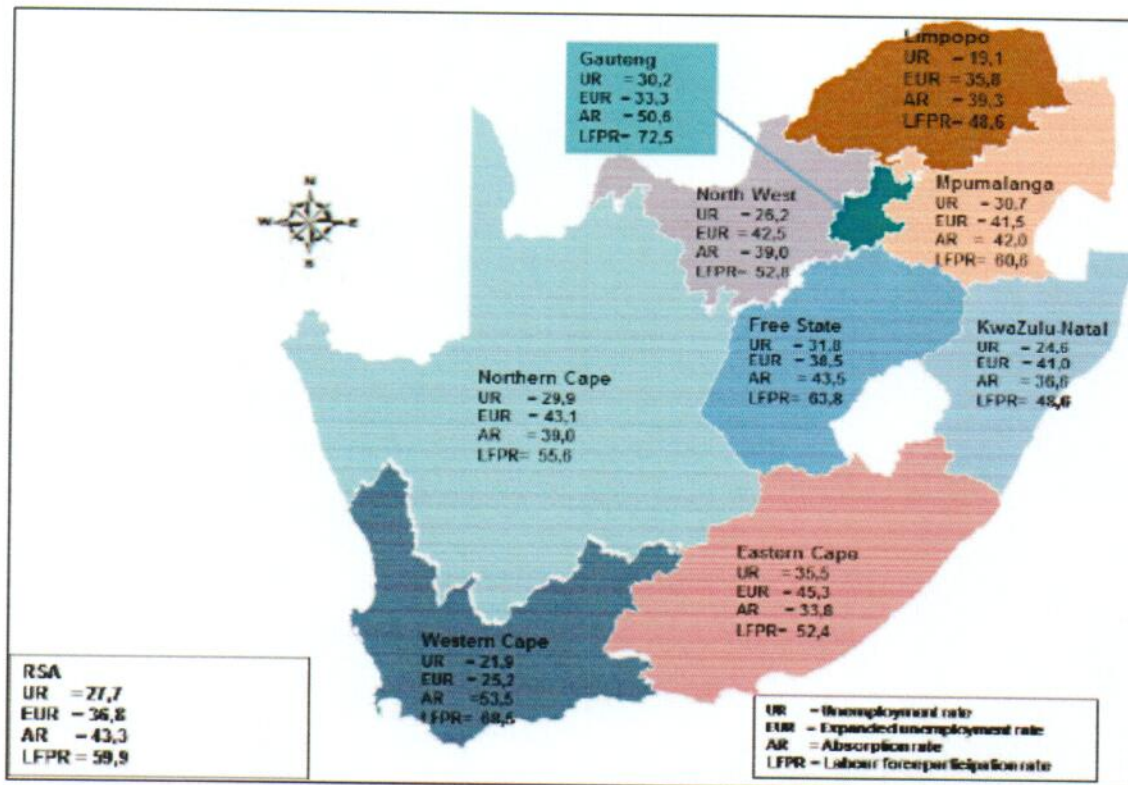 Limpopo
UR = 19,1
EUR = 35,8
AR = 39,3
LFPR= 48,6
Gauteng
UR = 30,2
EUR = 33,3
AR = 50,6
LFPR= 72,5
N
W E
S
North West
UR = 26,2
EUR = 42,5
AR = 39,0
LFPR= 52,8
Mpumalanga
UR = 30,7
EUR = 41,5
AR = 42,0
LFPR= 60,6
Free State
UR = 31,8
EUR = 38,5
AR = 43,5
LFPR= 63,8
KwaZulu-Natal
UR = 24,6
EUR = 41,0
AR = 36,6
LFPR= 48,6
Northern Cape
UR = 29,9
EUR = 43,1
AR = 39,0
LFPR= 55,6
Eastern Cape
UR = 35,5
EUR = 45,3
AR = 33,8
LFPR= 52,4
Western Cape
UR = 21,9
EUR = 25,2
AR =53,5
LFPR= 68,5
RSA
UR =27,7
EUR =36,8
AR =43,3
LFPR =59,9
UR = Unemployment rate
EUR = Expanded unemployment rate
AR = Absorption rate
LFPR = Labour force participation rate